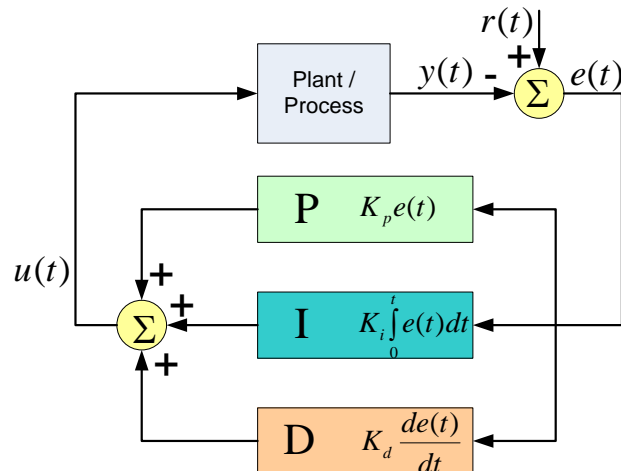 r(t)
Plant /
Process
y(t) - + Σ e(t)
P K_p e(t)
u(t)
+ + +
Σ
I K_i ∫_0^t e(t)dt
D K_d de(t)/dt